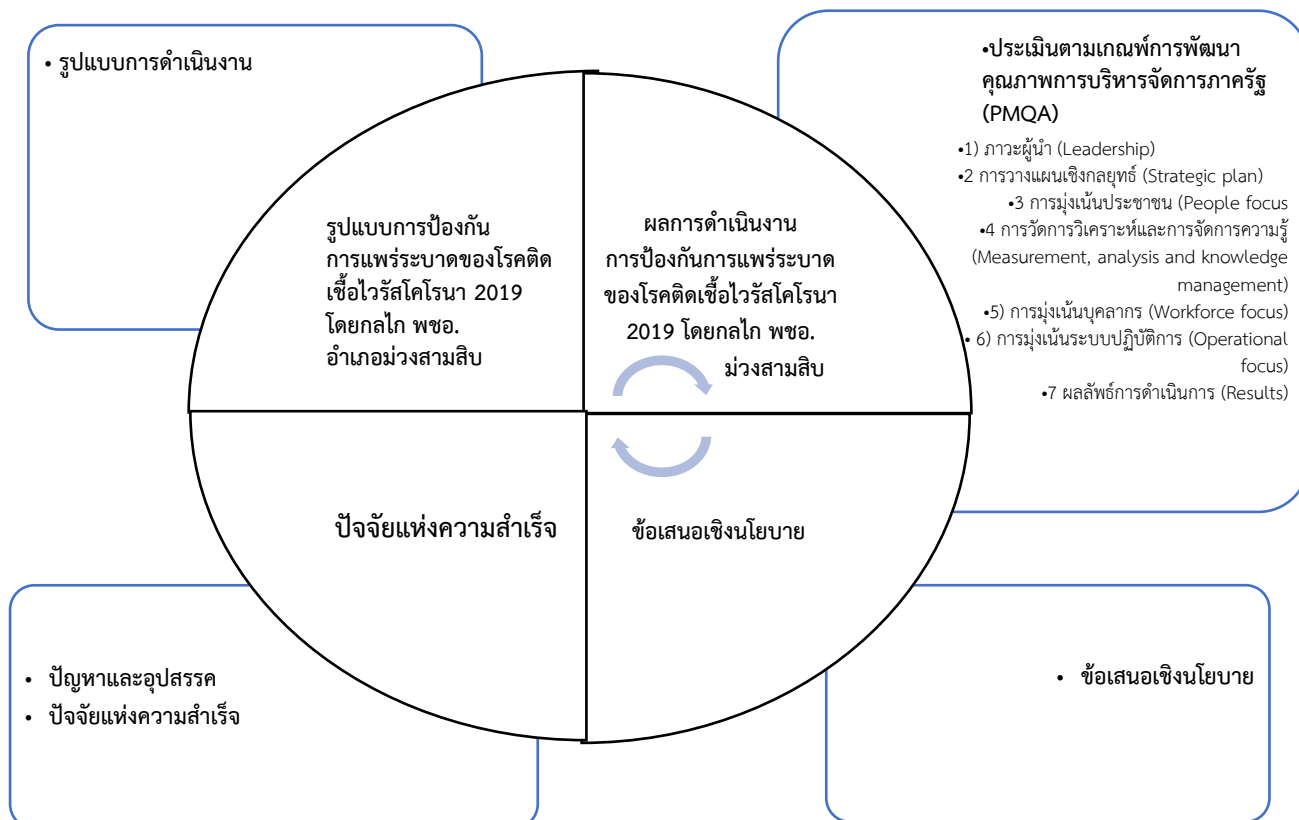 • รูปแบบการดำเนินงาน
•ประเมินตามเกณฑ์การพัฒนา
คุณภาพการบริหารจัดการภาครัฐ
(PMQA)
•1) ภาวะผู้นำ (Leadership)
•2 การวางแผนเชิงกลยุทธ์ (Strategic plan)
•3 การมุ่งเน้นประชาชน (People focus
•4 การวัดการวิเคราะห์และการจัดการความรู้
(Measurement, analysis and knowledge
management)
•5) การมุ่งเน้นบุคลากร (Workforce focus)
• 6) การมุ่งเน้นระบบปฏิบัติการ (Operational
focus)
•7 ผลลัพธ์การดำเนินการ (Results)
รูปแบบการป้องกัน
การแพร่ระบาดของโรคติด
เชื้อไวรัสโคโรนา 2019
โดยกลไก พชอ.
อำเภอม่วงสามสิบ
ผลการดำเนินงาน
การป้องกันการแพร่ระบาด
ของโรคติดเชื้อไวรัสโคโรนา
2019 โดยกลไก พชอ.
ม่วงสามสิบ
ปัจจัยแห่งความสำเร็จ
ข้อเสนอเชิงนโยบาย
• ปัญหาและอุปสรรค
• ปัจจัยแห่งความสำเร็จ
• ข้อเสนอเชิงนโยบาย